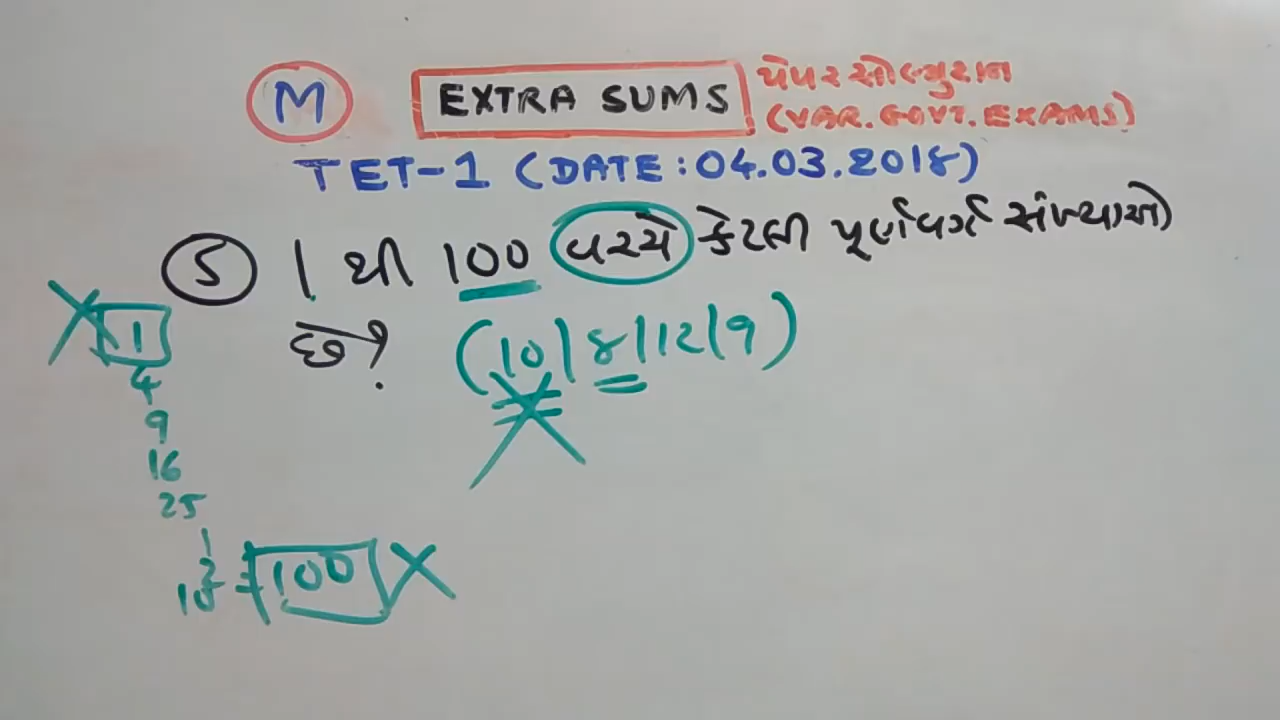 M EXTRA SUMS પેપર સોલ્યુશન
(VAR. GOVT. EXAMS)
TET-1 (DATE : 04.03.2018)
5 1 થી 100 વચ્ચે કેટલી પૂર્ણવર્ગ સંખ્યાઓ
છે? (10/8/12/9)
1
4
9
16
25
10² = 100